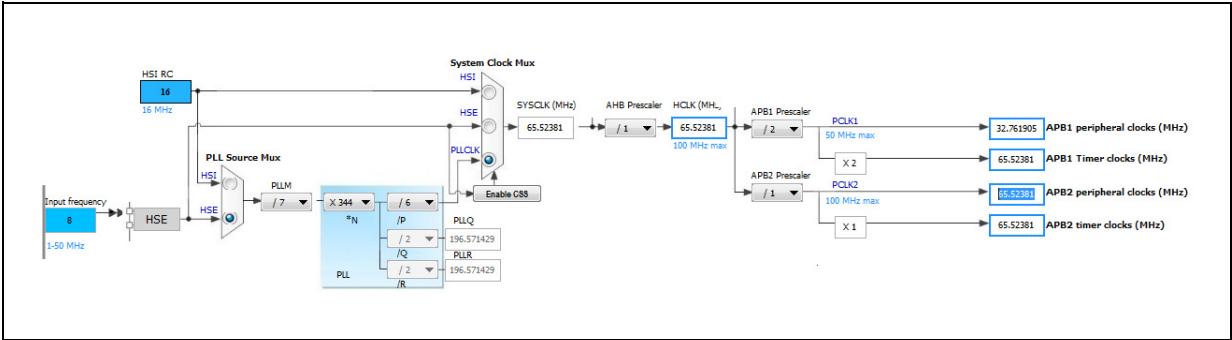 System Clock Mux
HSI RC
16
16 MHz
HSI
HSE
PLLCLK
SYSCLK (MHz)
65.52381
AHB Prescaler
/ 1
HCLK (MH
65.52381
100 MHz max
APB1 Prescaler
/ 2
PCLK1
50 MHz max
32.761905
APB1 peripheral clocks (MHz)
X 2
65.52381
APB1 Timer clocks (MHz)
APB2 Prescaler
/ 1
PCLK2
100 MHz max
65.52381
APB2 peripheral clocks (MHz)
X 1
65.52381
APB2 timer clocks (MHz)
Enable CSS
PLL Source Mux
HSI
HSE
Input frequency
8
1-50 MHz
HSE
PLLM
/ 7
X 344
*N
/ 6
/P
/ 2
/Q
/ 2
/R
PLL
PLLQ
196.571429
PLLR
196.571429